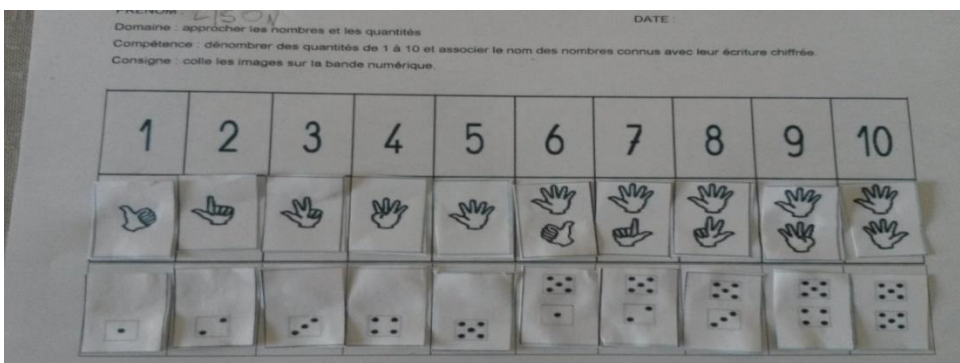 PRENOM : LISON
DATE :
Domaine : approcher les nombres et les quantités
Compétence : dénombrer des quantités de 1 à 10 et associer le nom des nombres connus avec leur écriture chiffrée.
Consigne : colle les images sur la bande numérique.
1 2 3 4 5 6 7 8 9 10